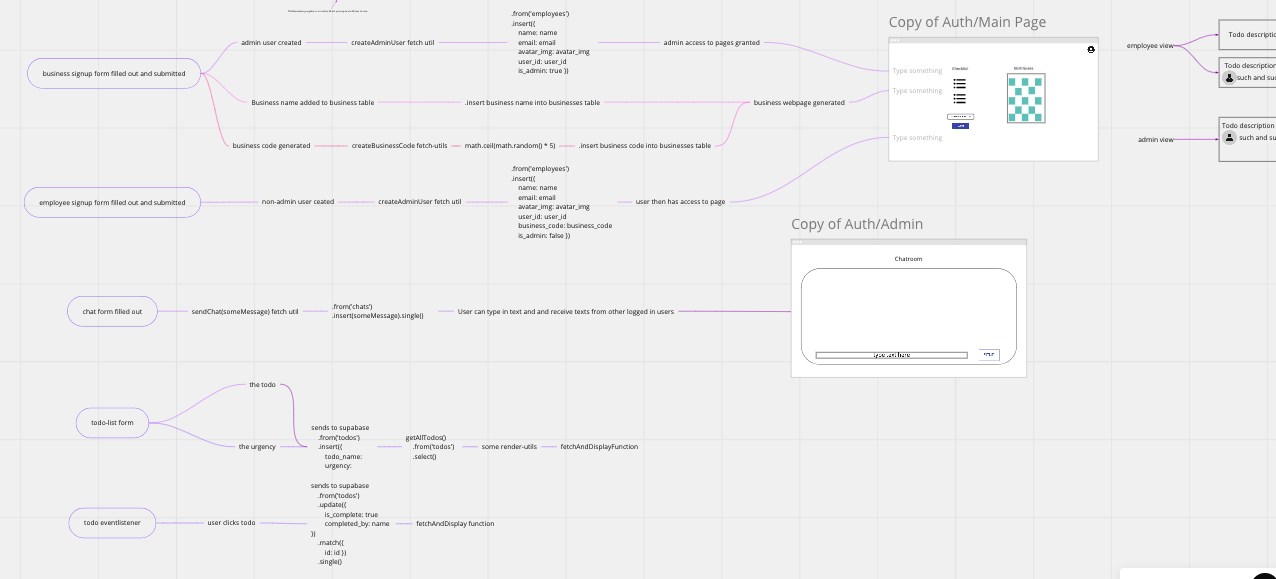 .from('employees')
.insert({
name: name
email: email
avatar_img: avatar_img
user_id: user_id
is_admin: true })
admin user created
createAdminUser fetch util
admin access to pages granted
business signup form filled out and submitted
Business name added to business table
.insert business name into businesses table
business webpage generated
business code generated
createBusinessCode fetch-utils
math.ceil(math.random() * 5)
.insert business code into businesses table
employee signup form filled out and submitted
non-admin user ceated
createAdminUser fetch util
.from('employees')
.insert({
name: name
email: email
avatar_img: avatar_img
user_id: user_id
business_code: business_code
is_admin: false })
user then has access to page
Copy of Auth/Main Page
Type something
Type something
Type something
employee view
Todo descriptio
Todo description
such and suc
admin view
Todo description
such and su
Copy of Auth/Admin
Chatroom
type text here
chat form filled out
sendChat(someMessage) fetch util
.from('chats')
.insert(someMessage).single()
User can type in text and and receive texts from other logged in users
todo-list form
the todo
the urgency
sends to supabase
.from('todos')
.insert({
todo_name:
urgency:
getAllTodos()
.from('todos')
.select()
some render-utils
fetchAndDisplayFunction
todo eventlistener
user clicks todo
sends to supabase
.from('todos')
.update({
is_complete: true
completed_by: name
})
.match({
id: id })
.single()
fetchAndDisplay function